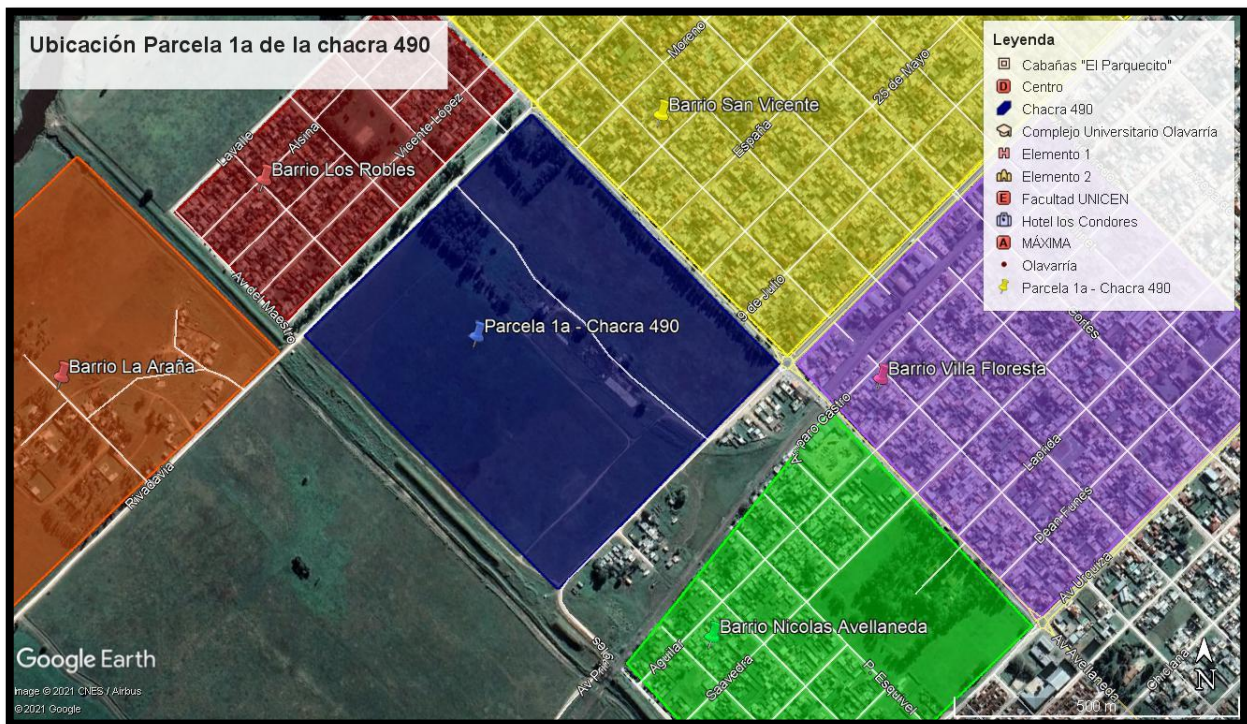 Ubicación Parcela 1a de la chacra 490
Leyenda
Cabañas "El Parquecito"
D Centro
Chacra 490
Complejo Universitario Olavarría
H Elemento 1
Elemento 2
E Facultad UNICEN
Hotel los Condores
A MÁXIMA
Olavarría
Parcela 1a - Chacra 490
Moreno
25 de Mayo
Barrio San Vicente
España
Lavalle
Alsina
Vicente López
Barrio Los Robles
Av del Maestro
9 de Julio
Parcela 1a - Chacra 490
Barrio La Araña
Barrio Villa Floresta
Amparo Castro
Laprida
Rivadavia
Dean Funes
Av Urquiza
Barrio Nicolas Avellaneda
Aguilar
Saavedra
P. Esquivel
Av Avellaneda
Chiclana
Google Earth
Image © 2021 CNES / Airbus
© 2021 Google
N
500 m